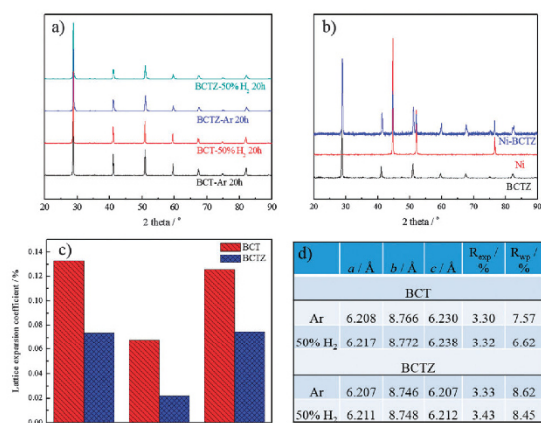 a)
BCTZ-50% H2 20h
BCTZ-Ar 20h
BCT-50% H2 20h
BCT-Ar 20h
20 30 40 50 60 70 80 90
2 theta / °
b)
Ni-BCTZ
Ni
BCTZ
20 30 40 50 60 70 80 90
2 theta / °
c)
BCT
BCTZ
Lattice expansion coefficient / %
0.14
0.12
0.10
0.08
0.06
0.04
0.02
0.00
d)
a / Å b / Å c / Å Rexp / % Rwp / %
BCT
Ar 6.208 8.766 6.230 3.30 7.57
50% H2 6.217 8.772 6.238 3.32 6.62
BCTZ
Ar 6.207 8.746 6.207 3.33 8.62
50% H2 6.211 8.748 6.212 3.43 8.45